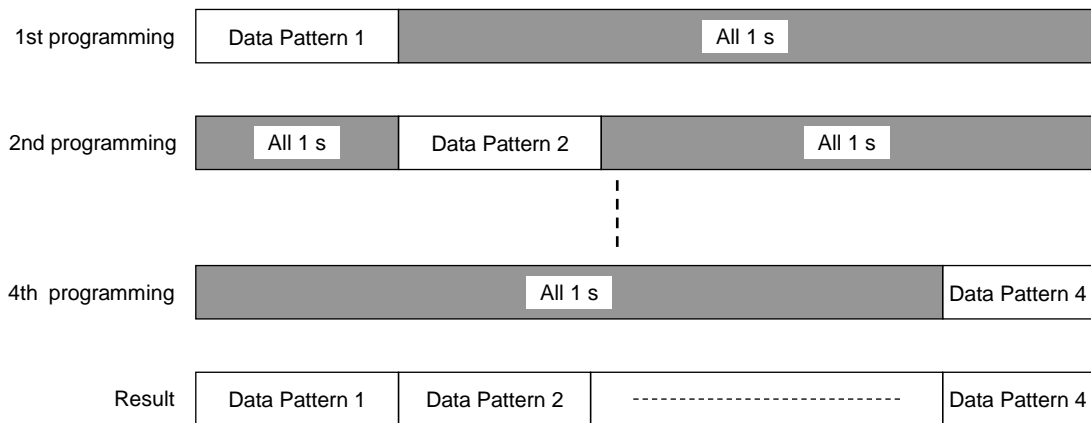 1st programming Data Pattern 1 All 1 s
2nd programming All 1 s Data Pattern 2 All 1 s
4th programming All 1 s Data Pattern 4
Result Data Pattern 1 Data Pattern 2 Data Pattern 4